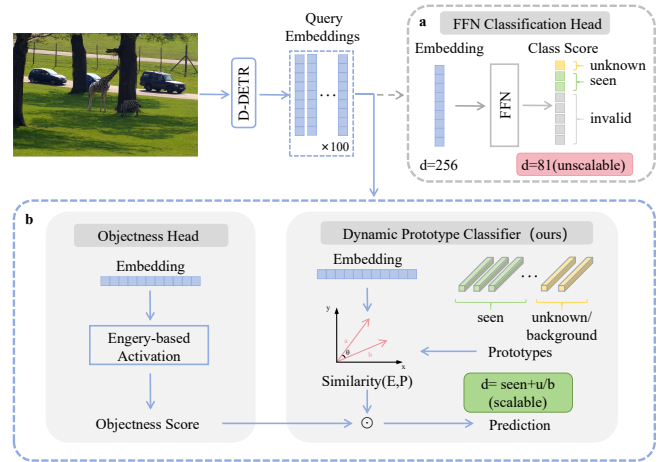 Query
Embeddings
D-DETR
...
×100
a
FFN Classification Head
Embedding
Class Score
FFN
unknown
seen
invalid
d=256
d=81(unscalable)
b
Objectness Head
Embedding
Engery-based
Activation
Objectness Score
Dynamic Prototype Classifier（ours）
Embedding
y
a
θ
b
x
Similarity(E,P)
...
seen
unknown/
background
Prototypes
d= seen+u/b
(scalable)
Prediction